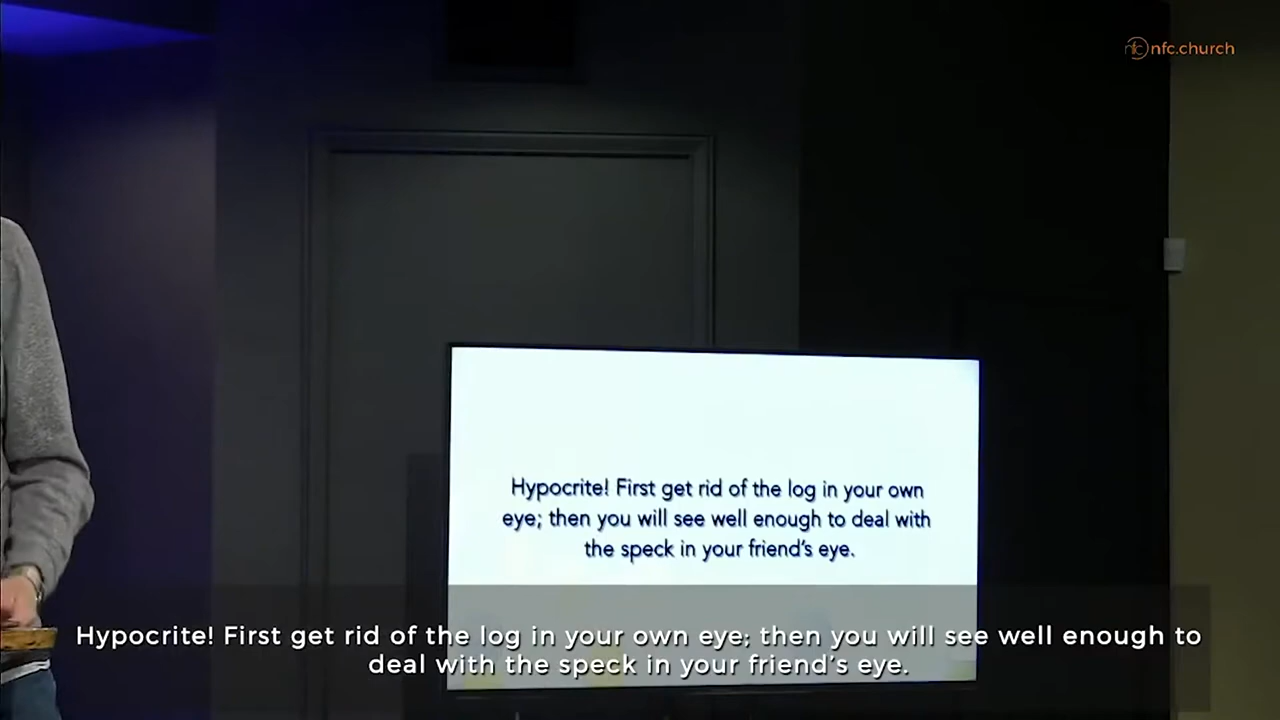 nfc.church
Hypocrite! First get rid of the log in your own
eye; then you will see well enough to deal with
the speck in your friend's eye.
Hypocrite! First get rid of the log in your own eye; then you will see well enough to
deal with the speck in your friend's eye.